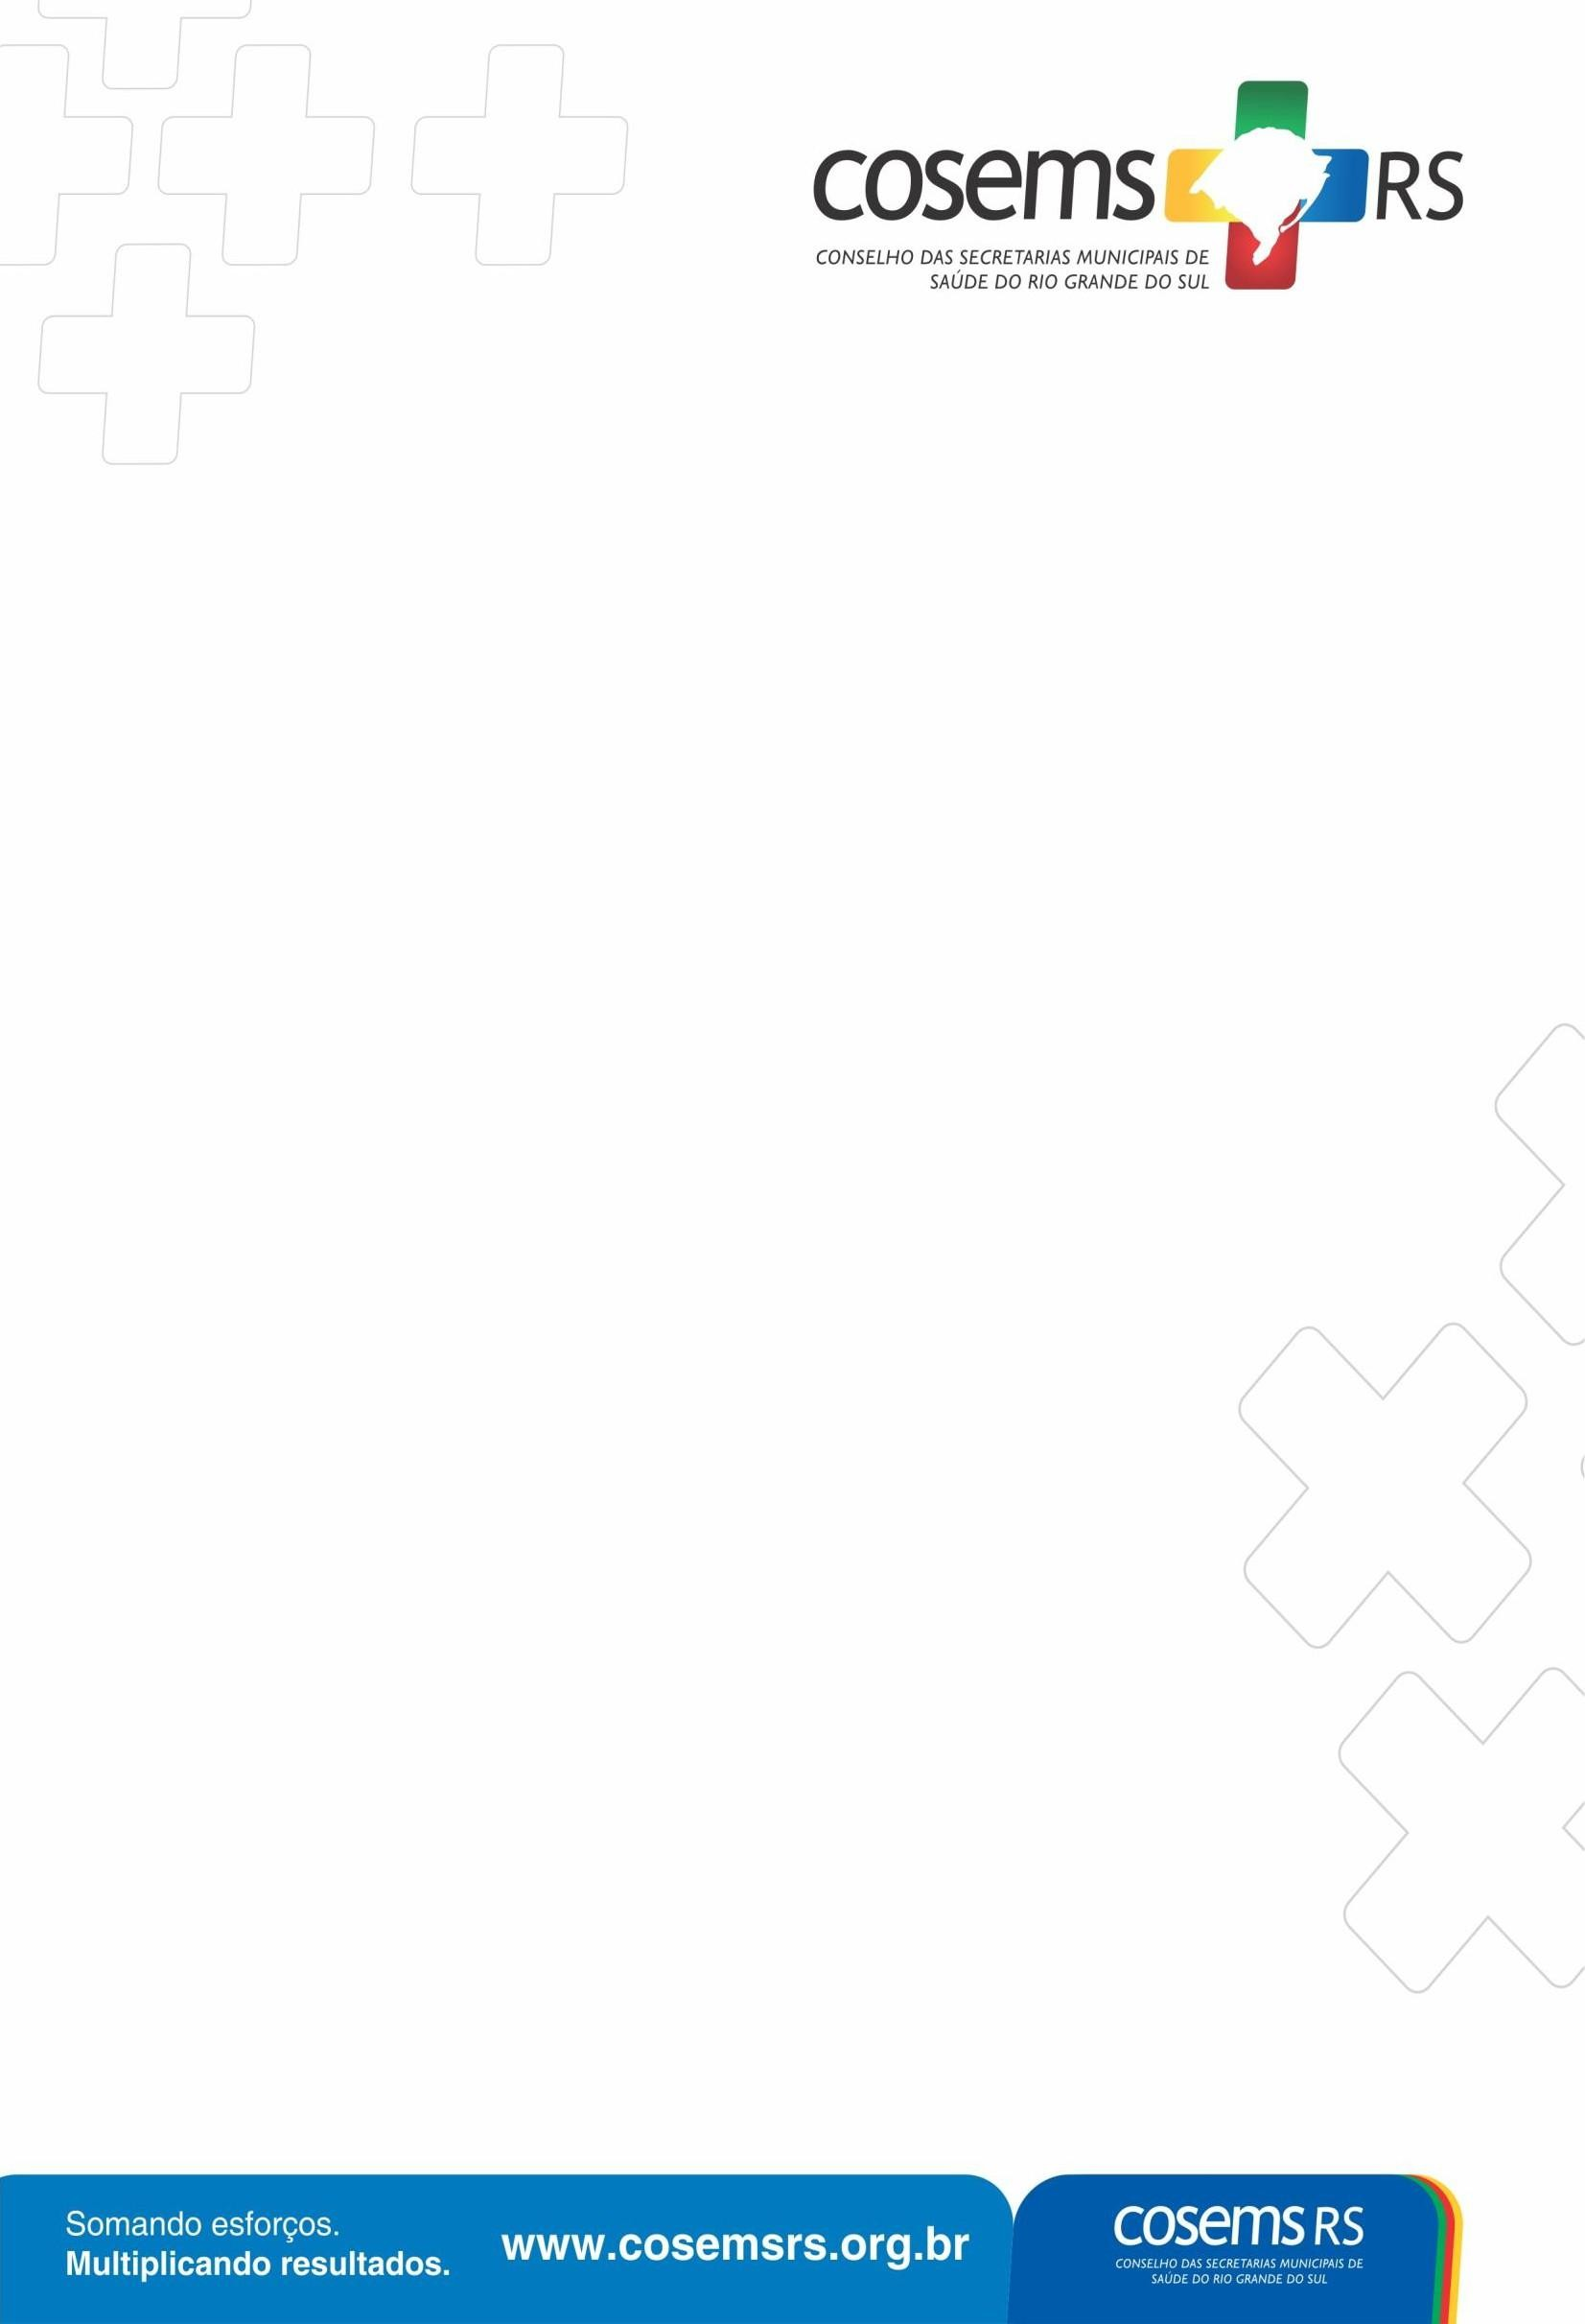 cosems RS
CONSELHO DAS SECRETARIAS MUNICIPAIS DE
SAÚDE DO RIO GRANDE DO SUL
Somando esforços.
Multiplicando resultados.
www.cosemsrs.org.br
cosems RS
CONSELHO DAS SECRETARIAS MUNICIPAIS DE
SAÚDE DO RIO GRANDE DO SUL